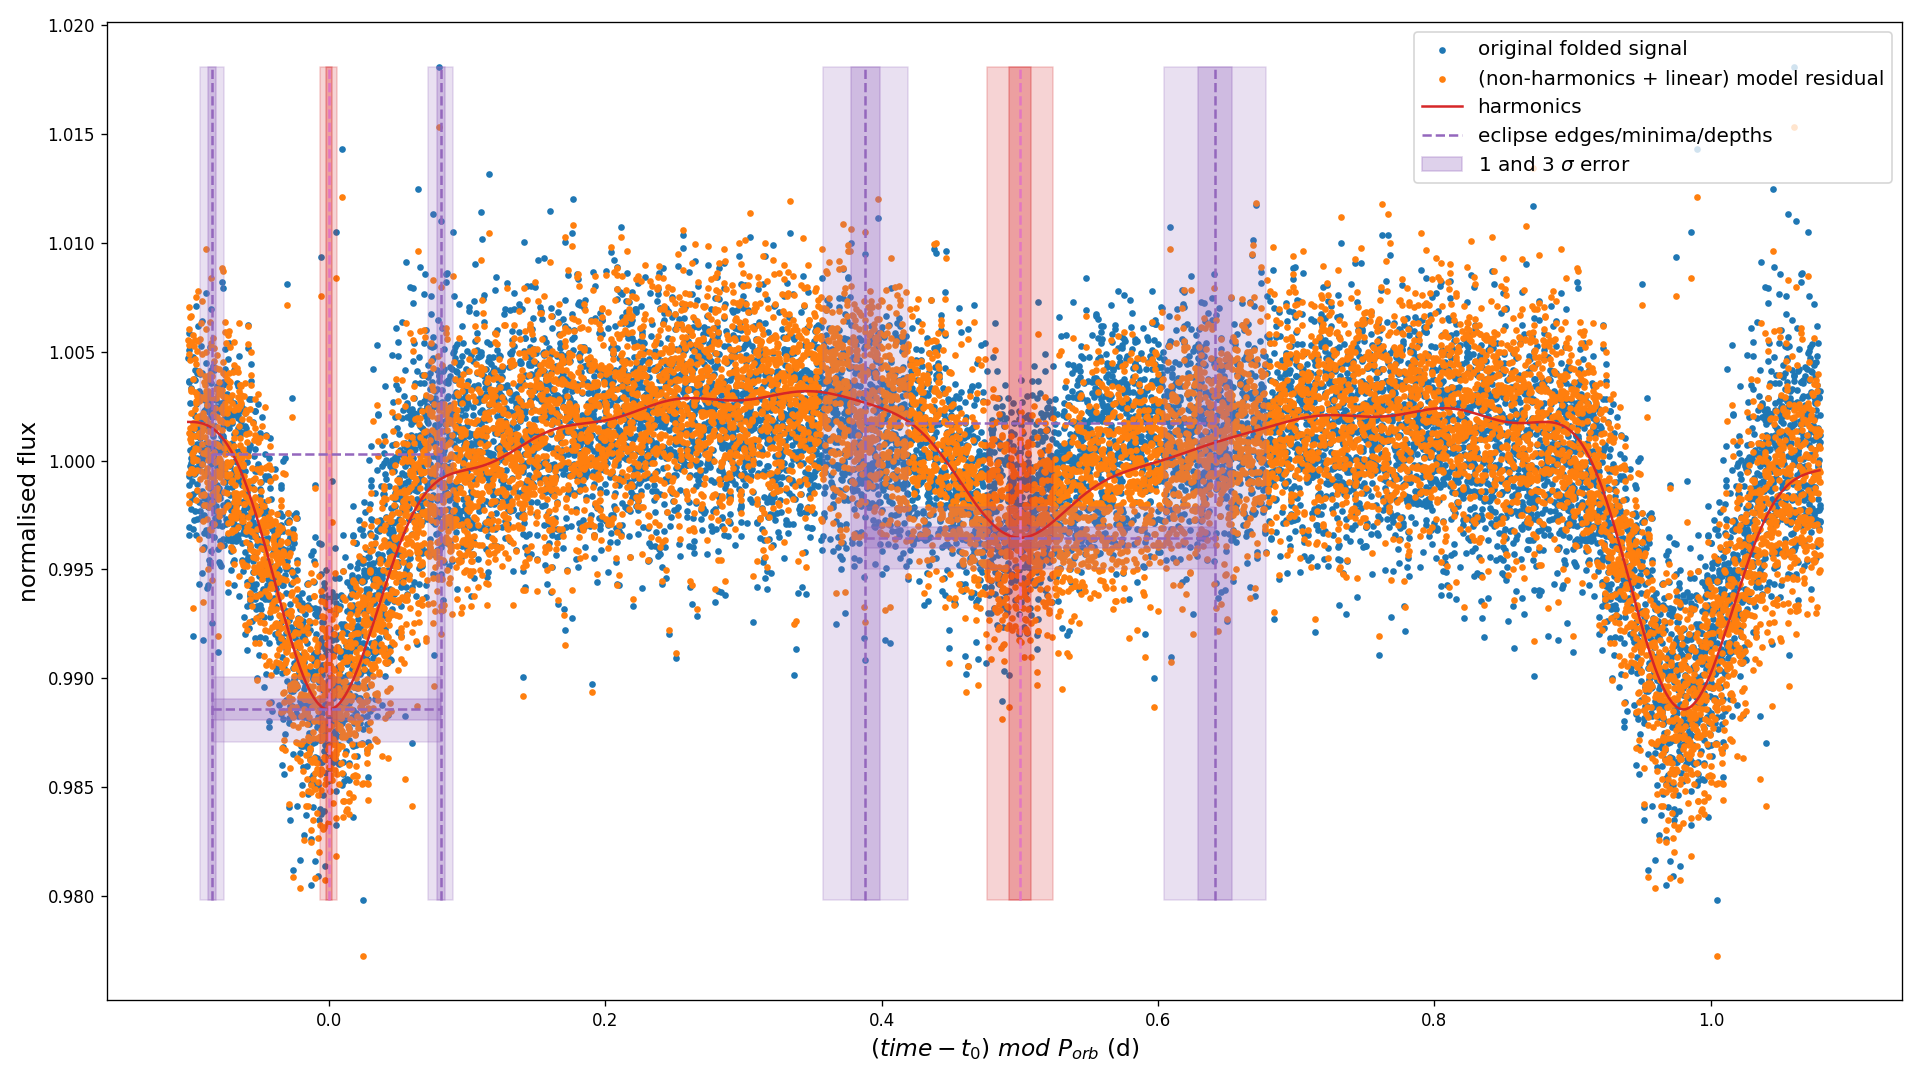 1.020
1.015
1.010
1.005
1.000
0.995
0.990
0.985
0.980
normalised flux
original folded signal
(non-harmonics + linear) model residual
harmonics
eclipse edges/minima/depths
1 and 3 σ error
0.0 0.2 0.4 0.6 0.8 1.0
(time − t₀) mod P_orb (d)